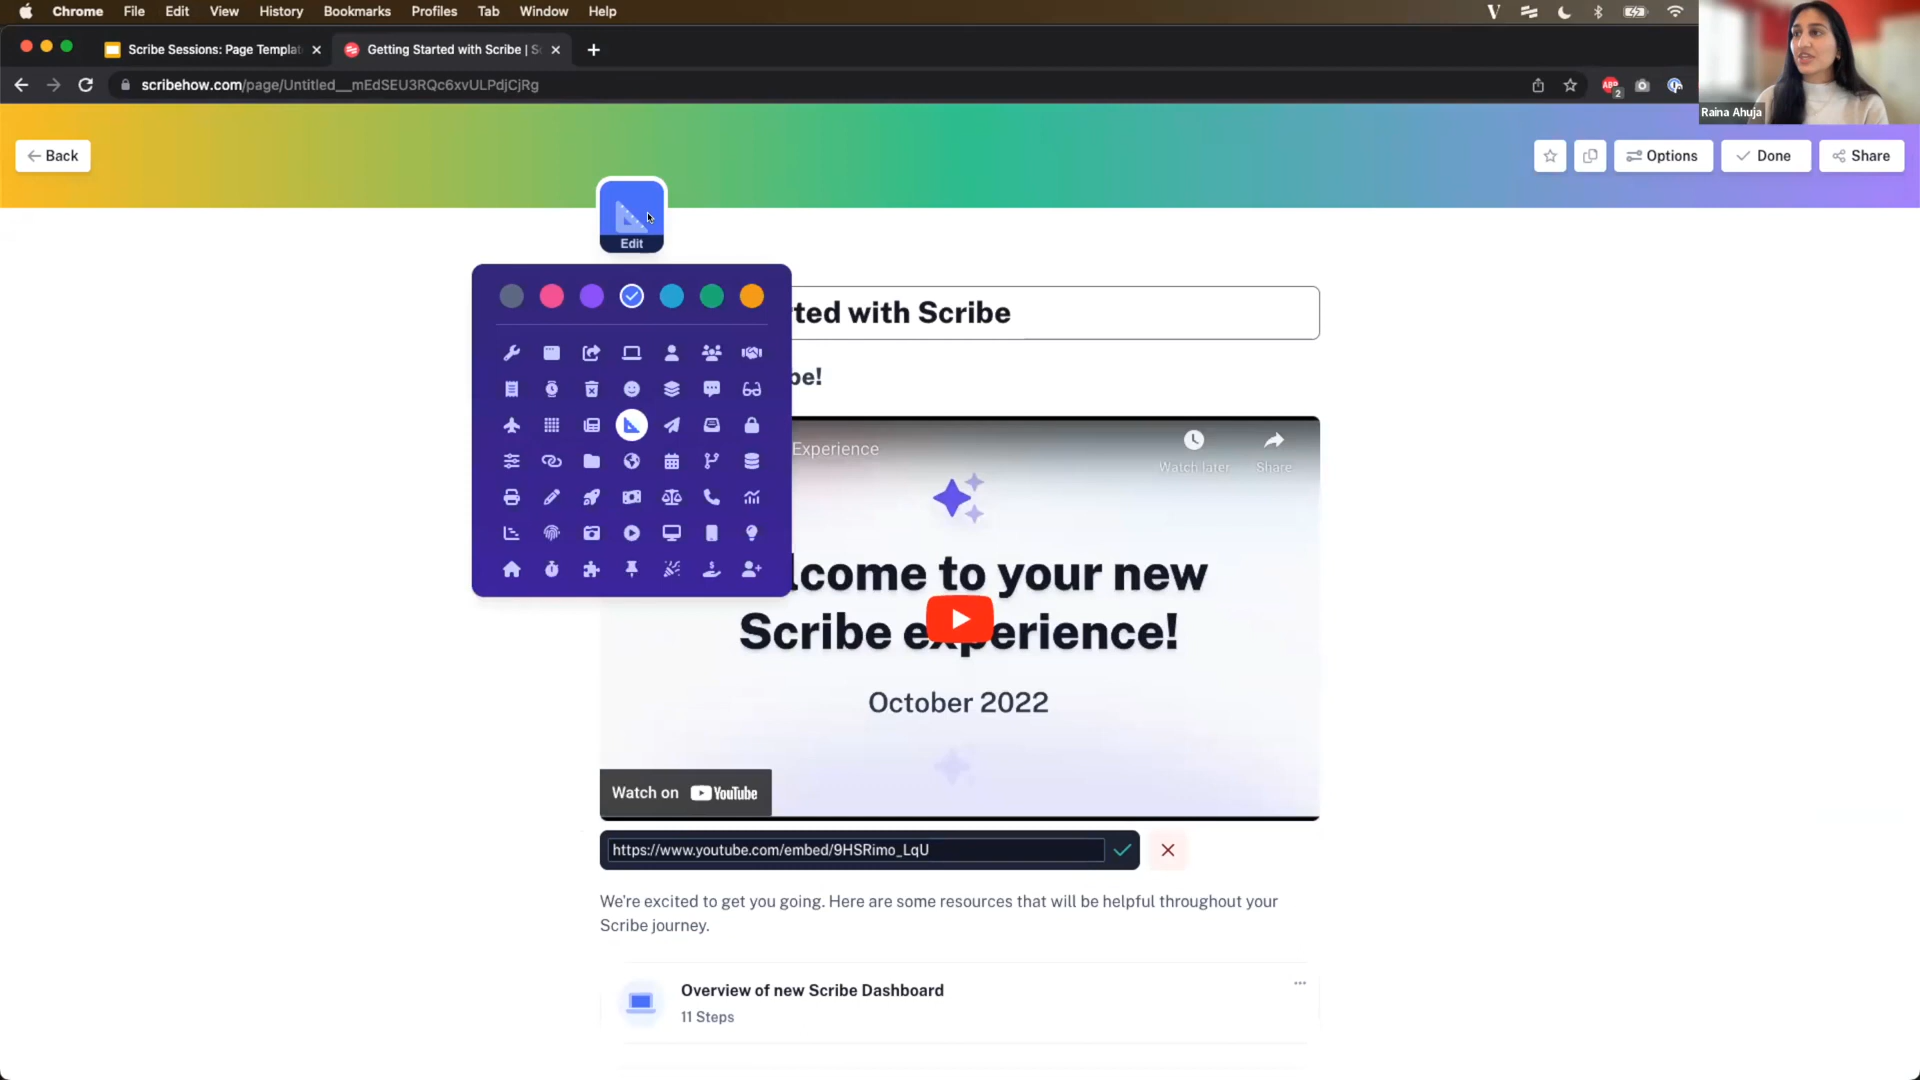 Chrome File Edit View History Bookmarks Profiles Tab Window Help
Scribe Sessions: Page Templat
Getting Started with Scribe | S
scribehow.com/page/Untitled__mEdSEU3RQc6xvULPdjCjRg
ABP
2
Raina Ahuja
Back
Options
Done
Share
Edit
ted with Scribe
be!
Experience
Watch later
Share
lcome to your new
Scribe experience!
October 2022
Watch on YouTube
https://www.youtube.com/embed/9HSRimo_LqU
We're excited to get you going. Here are some resources that will be helpful throughout your
Scribe journey.
Overview of new Scribe Dashboard
11 Steps